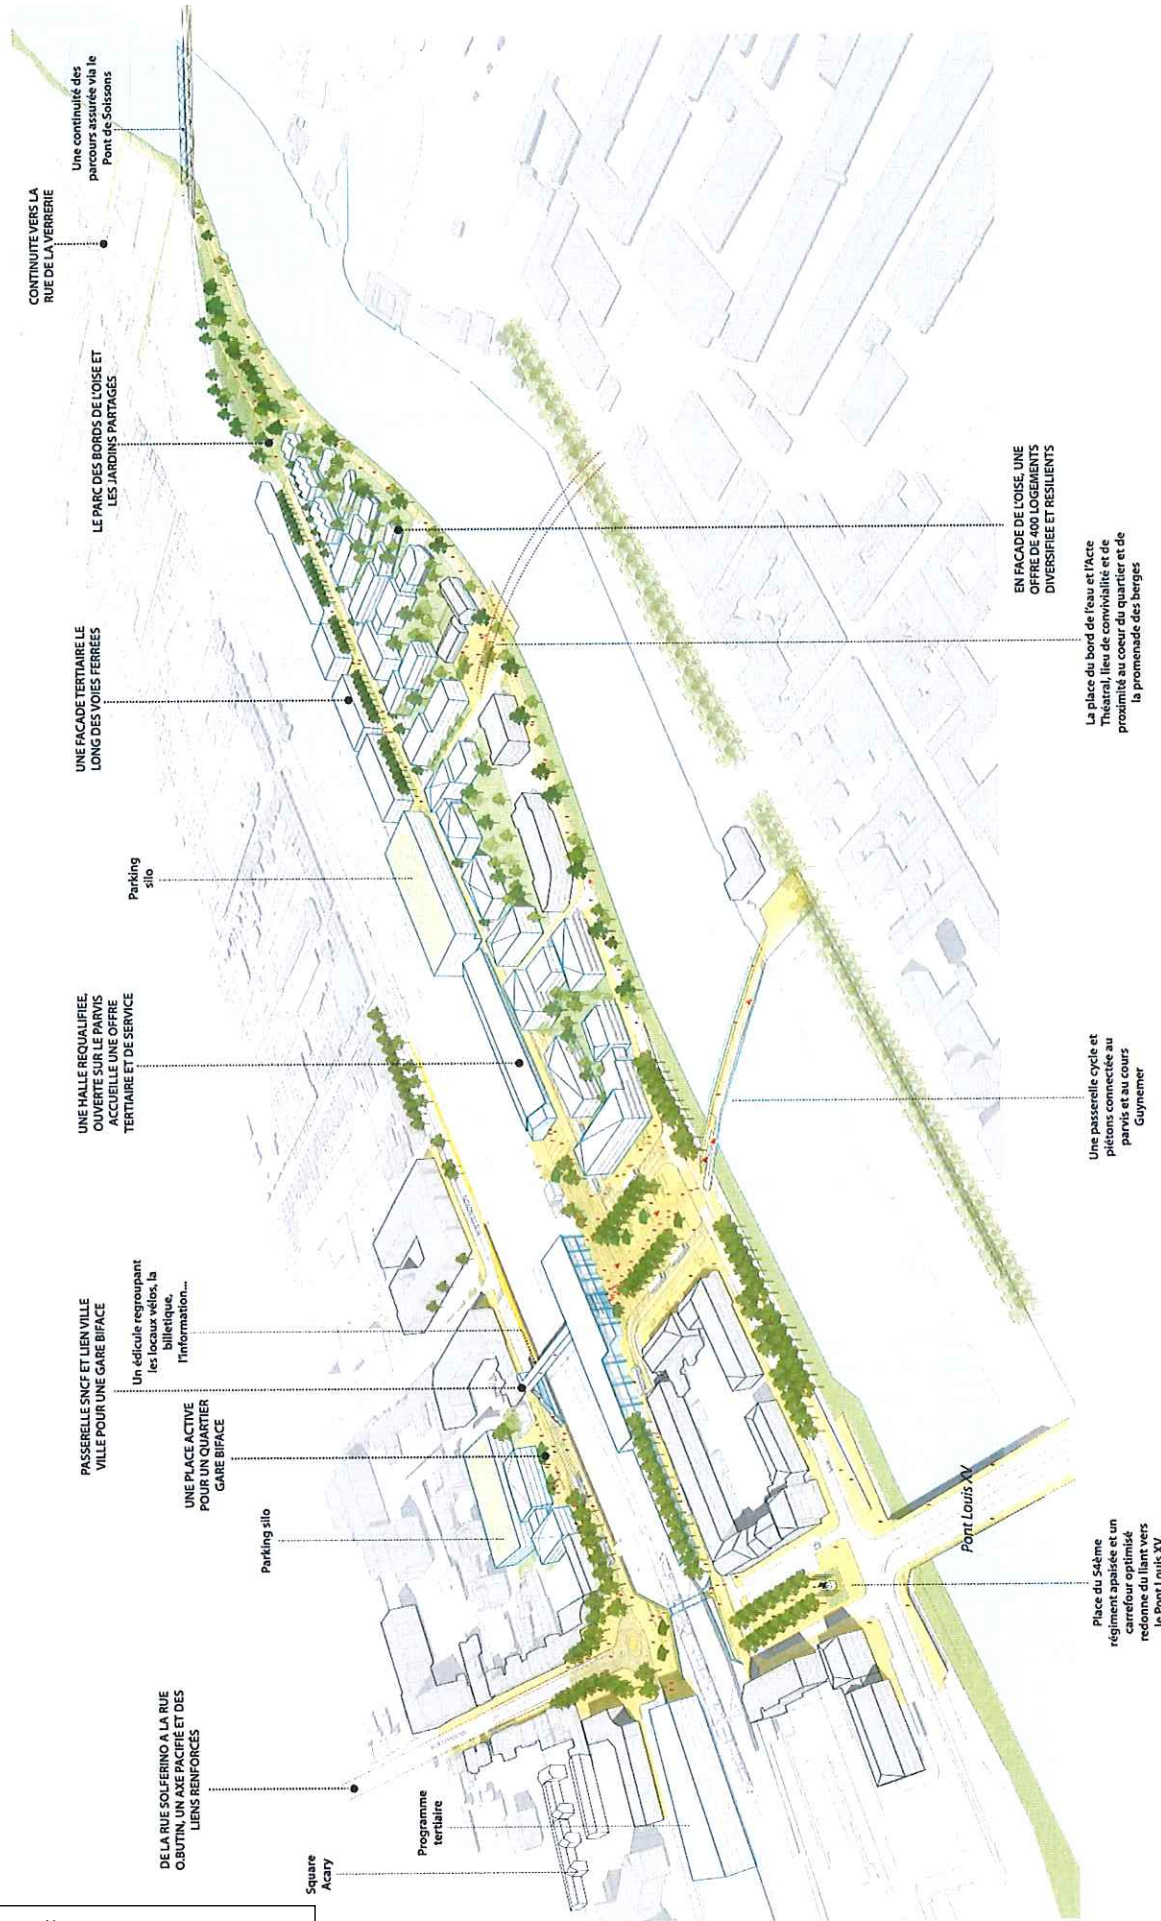 DE LA RUE SOLFERINO A LA RUE
O.BUTIN, UN AXE PACIFIÉ ET DES
LIENS RENFORCÉS
Square
Acary
Programme
tertiaire
Parking silo
UNE PLACE ACTIVE
POUR UN QUARTIER
GARE BIFACE
PASSERELLE SNCF ET LIEN VILLE
VILLE POUR UNE GARE BIFACE
Un édicule regroupant
les locaux vélos, la
billetique,
l'information...
UNE HALLE REQUALIFIEE,
OUVERTE SUR LE PARVIS
ACCUEILLE UNE OFFRE
TERTIAIRE ET DE SERVICE
Parking
silo
UNE FACADE TERTIAIRE LE
LONG DES VOIES FERRÉES
LE PARC DES BORDS DE L'OISE ET
LES JARDINS PARTAGÉS
CONTINUITE VERS LA
RUE DE LA VERRERIE
Une continuité des
parcours assurée via le
Pont de Soissons
Pont Louis XV
Place du 54ème
régiment apaisée et un
carrefour optimisé
redonne du liant vers
le Pont Louis XV
Une passerelle cycle et
piétons connectée au
parvis et au cours
Guynemer
La place du bord de l'eau et l'Acte
Théatral, lieu de convivialité et de
proximité au coeur du quartier et de
la promenade des berges
EN FACADE DE L'OISE, UNE
OFFRE DE 400 LOGEMENTS
DIVERSIFIEE ET RESILIENTS